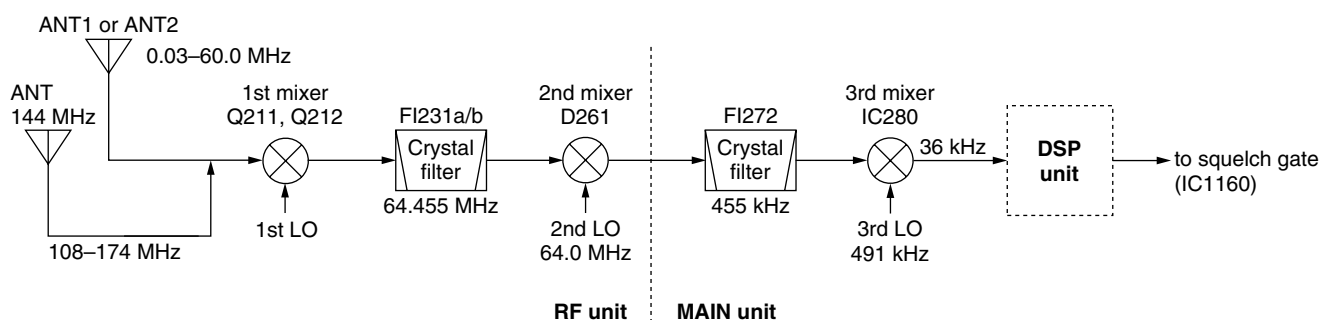 ANT1 or ANT2
0.03–60.0 MHz
ANT
144 MHz
108–174 MHz
1st mixer
Q211, Q212
1st LO
FI231a/b
Crystal
filter
64.455 MHz
2nd mixer
D261
2nd LO
64.0 MHz
RF unit
MAIN unit
FI272
Crystal
filter
455 kHz
3rd mixer
IC280
36 kHz
3rd LO
491 kHz
DSP
unit
to squelch gate
(IC1160)